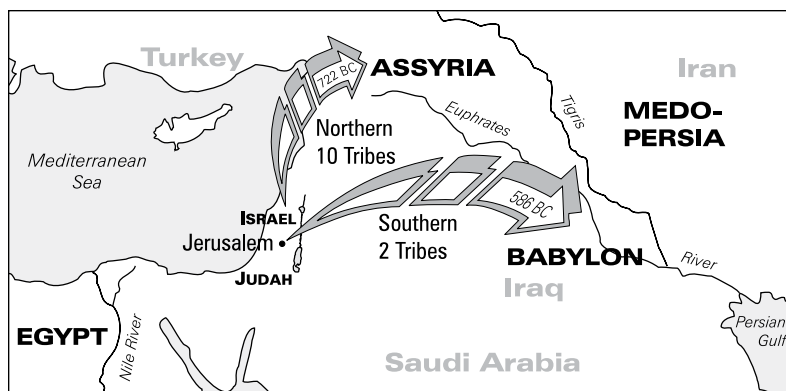 Turkey
ASSYRIA
Iran
722 BC
Tigris
Euphrates
MEDO-
PERSIA
Northern
10 Tribes
Mediterranean
Sea
586 BC
ISRAEL
Southern
2 Tribes
Jerusalem
BABYLON
River
JUDAH
Iraq
EGYPT
Nile River
Persian
Gulf
Saudi Arabia